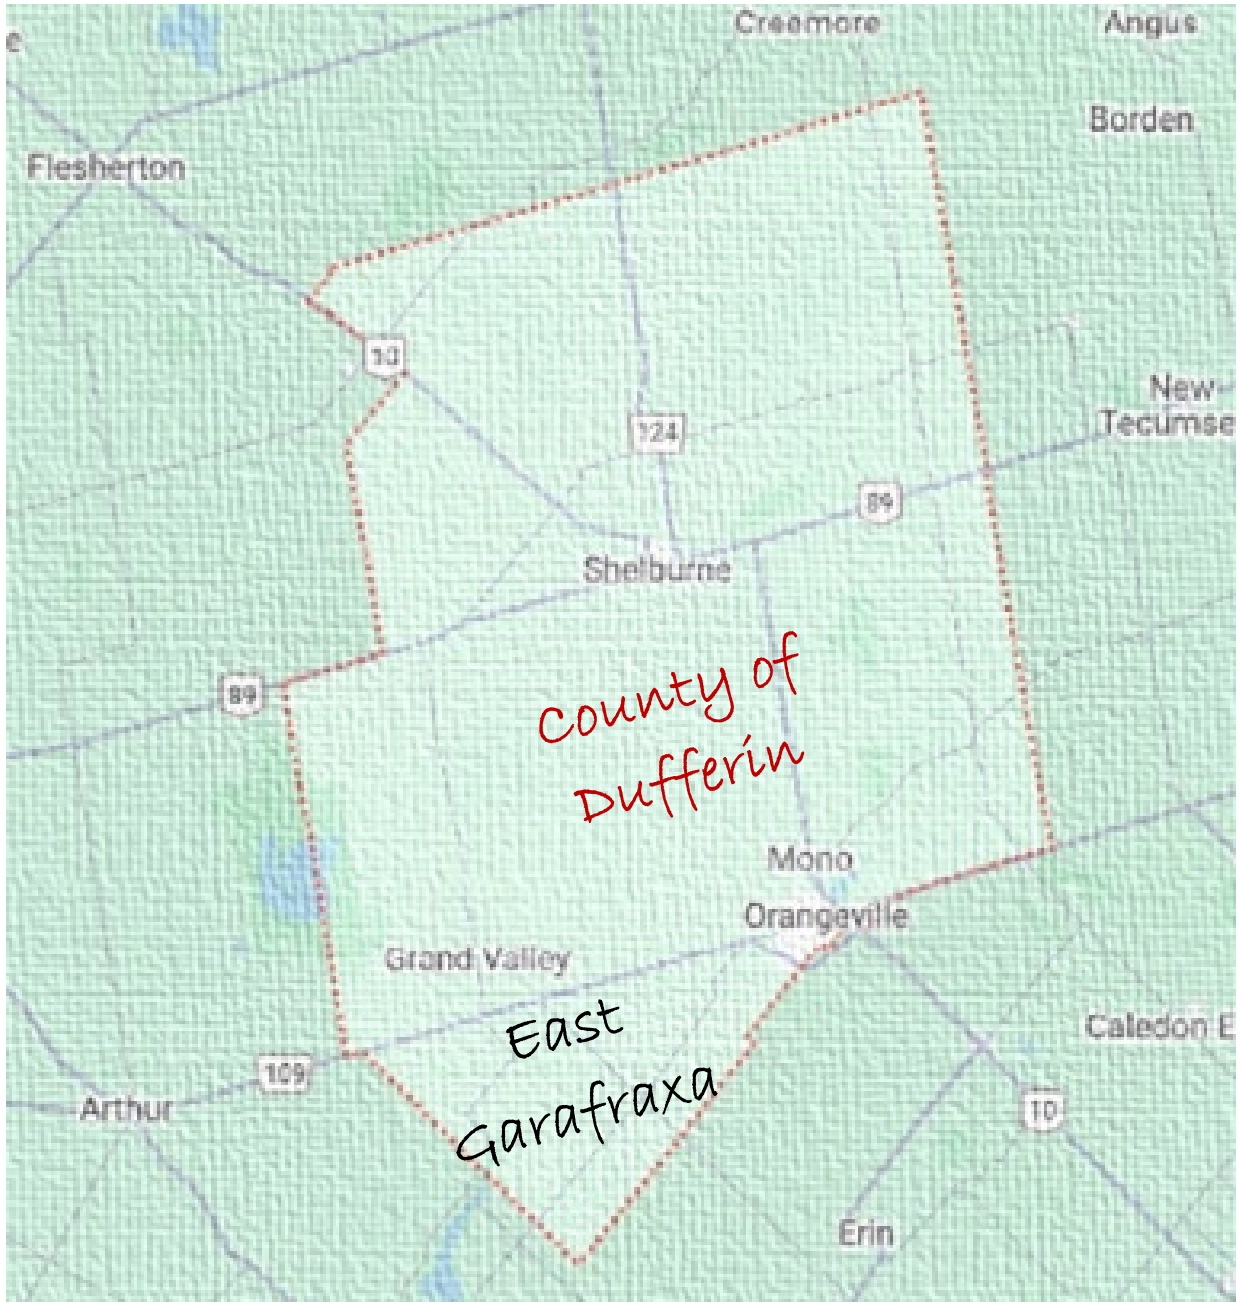 Creemore
Angus
e
Borden
Flesherton
10
New
Tecumse
124
89
Shelburne
89
County of
Dufferin
Mono
Orangeville
Grand Valley
East
Caledon E
Garafraxa
109
Arthur
10
Erin